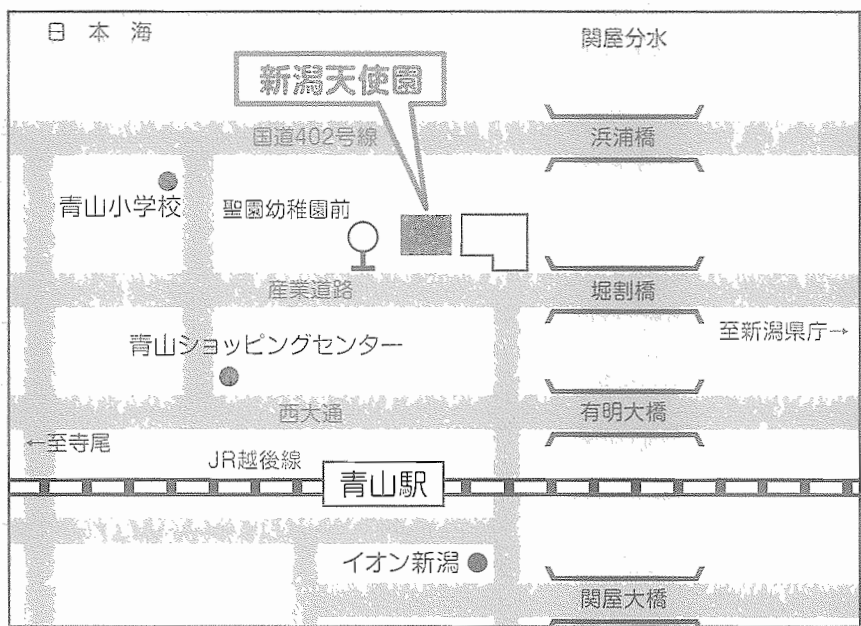 日本海
関屋分水
新潟天使園
国道402号線
浜浦橋
青山小学校
聖園幼稚園前
産業道路
堀割橋
至新潟県庁→
青山ショッピングセンター
西大通
有明大橋
←至寺尾
JR越後線
青山駅
イオン新潟
関屋大橋